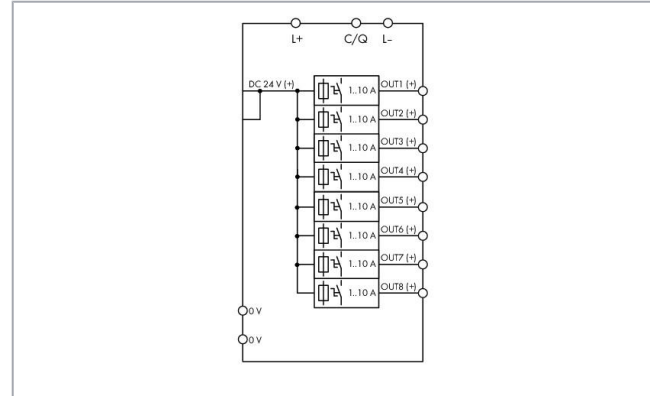 L+ C/Q L–
DC 24 V (+)
1..10 A OUT1 (+)
1..10 A OUT2 (+)
1..10 A OUT3 (+)
1..10 A OUT4 (+)
1..10 A OUT5 (+)
1..10 A OUT6 (+)
1..10 A OUT7 (+)
1..10 A OUT8 (+)
0 V
0 V